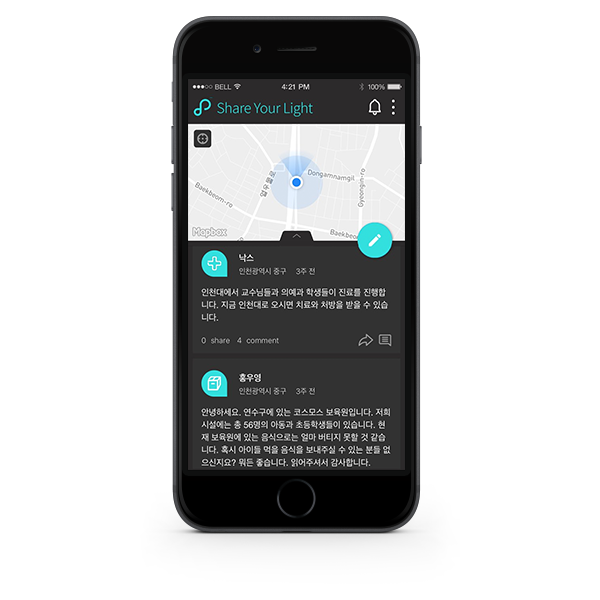 BELL
4:21 PM
100%
Share Your Light
Dongamnamgil
Gyeongin-ro
Baekbeom-ro
열우물로
Mapbox
Baekbeo
낙스
인천광역시 중구 3주 전
인천대에서 교수님들과 의예과 학생들이 진료를 진행합
니다. 지금 인천대로 오시면 치료와 처방을 받을 수 있습
니다.
0 share 4 comment
홍우영
인천광역시 중구 3주 전
안녕하세요. 연수구에 있는 코스모스 보육원입니다. 저희
시설에는 총 56명의 아동과 초등학생들이 있습니다. 현
재 보육원에 있는 음식으로는 얼마 버티지 못할 것 같습
니다. 혹시 아이들 먹을 음식을 보내주실 수 있는 분들 없
으신지요? 뭐든 좋습니다. 읽어주셔서 감사합니다.